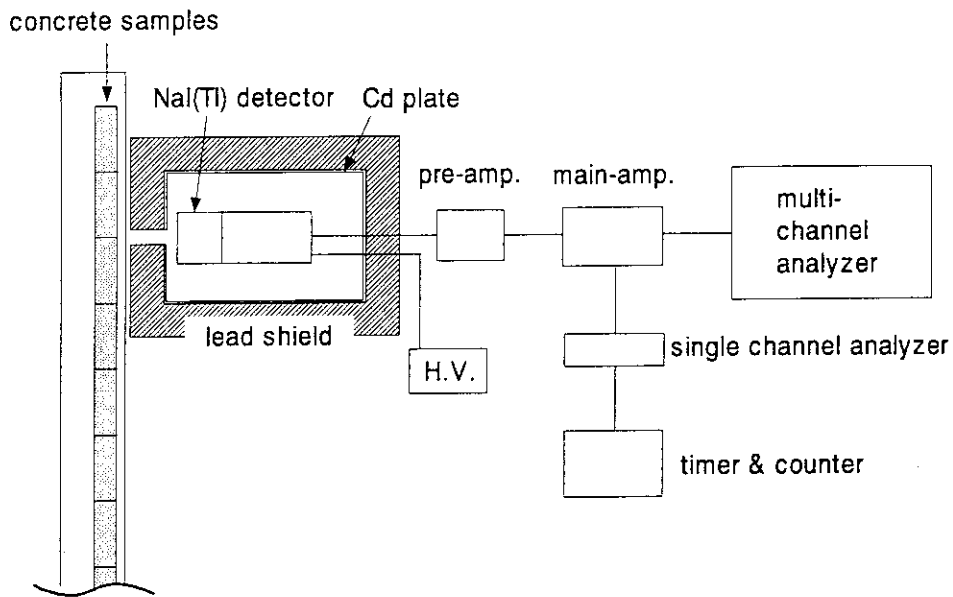 concrete samples
NaI(Tl) detector
Cd plate
pre-amp.
main-amp.
multi-
channel
analyzer
lead shield
H.V.
single channel analyzer
timer & counter